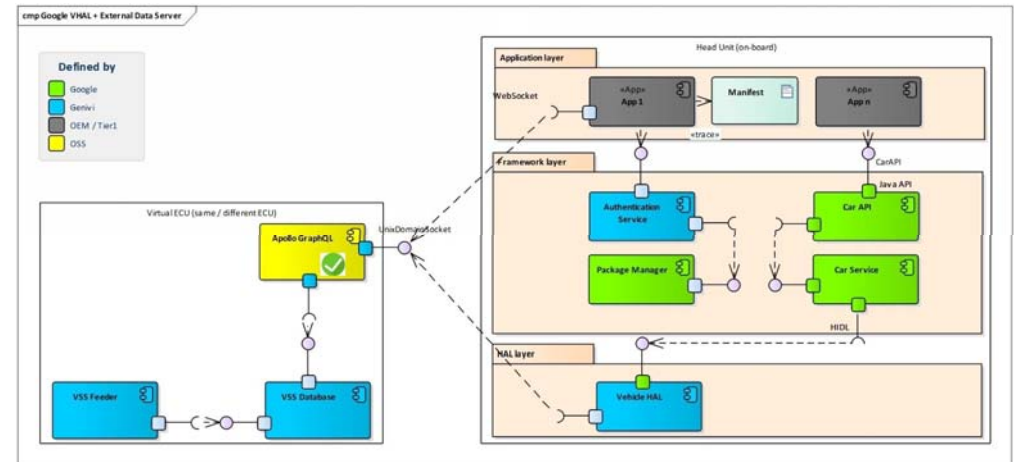 cmp Google VHAL + External Data Server
Defined by
Google
Genivi
OEM / Tier1
OSS
Head Unit (on-board)
Application layer
WebSocket
«App»
App 1
Manifest
«App»
App n
«trace»
CarAPI
Framework layer
Java API
Authentication
Service
Car API
Package Manager
Car Service
HIDL
HAL layer
Vehicle HAL
Virtual ECU (same / different ECU)
UnixDomainSocket
Apollo GraphQL
VSS Feeder
VSS Database